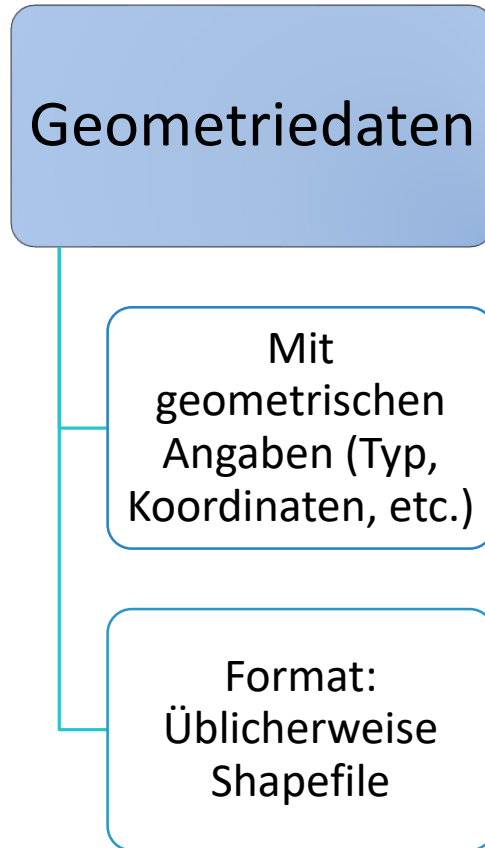 Geometriedaten
Mit
geometrischen
Angaben (Typ,
Koordinaten, etc.)
Format:
Üblicherweise
Shapefile